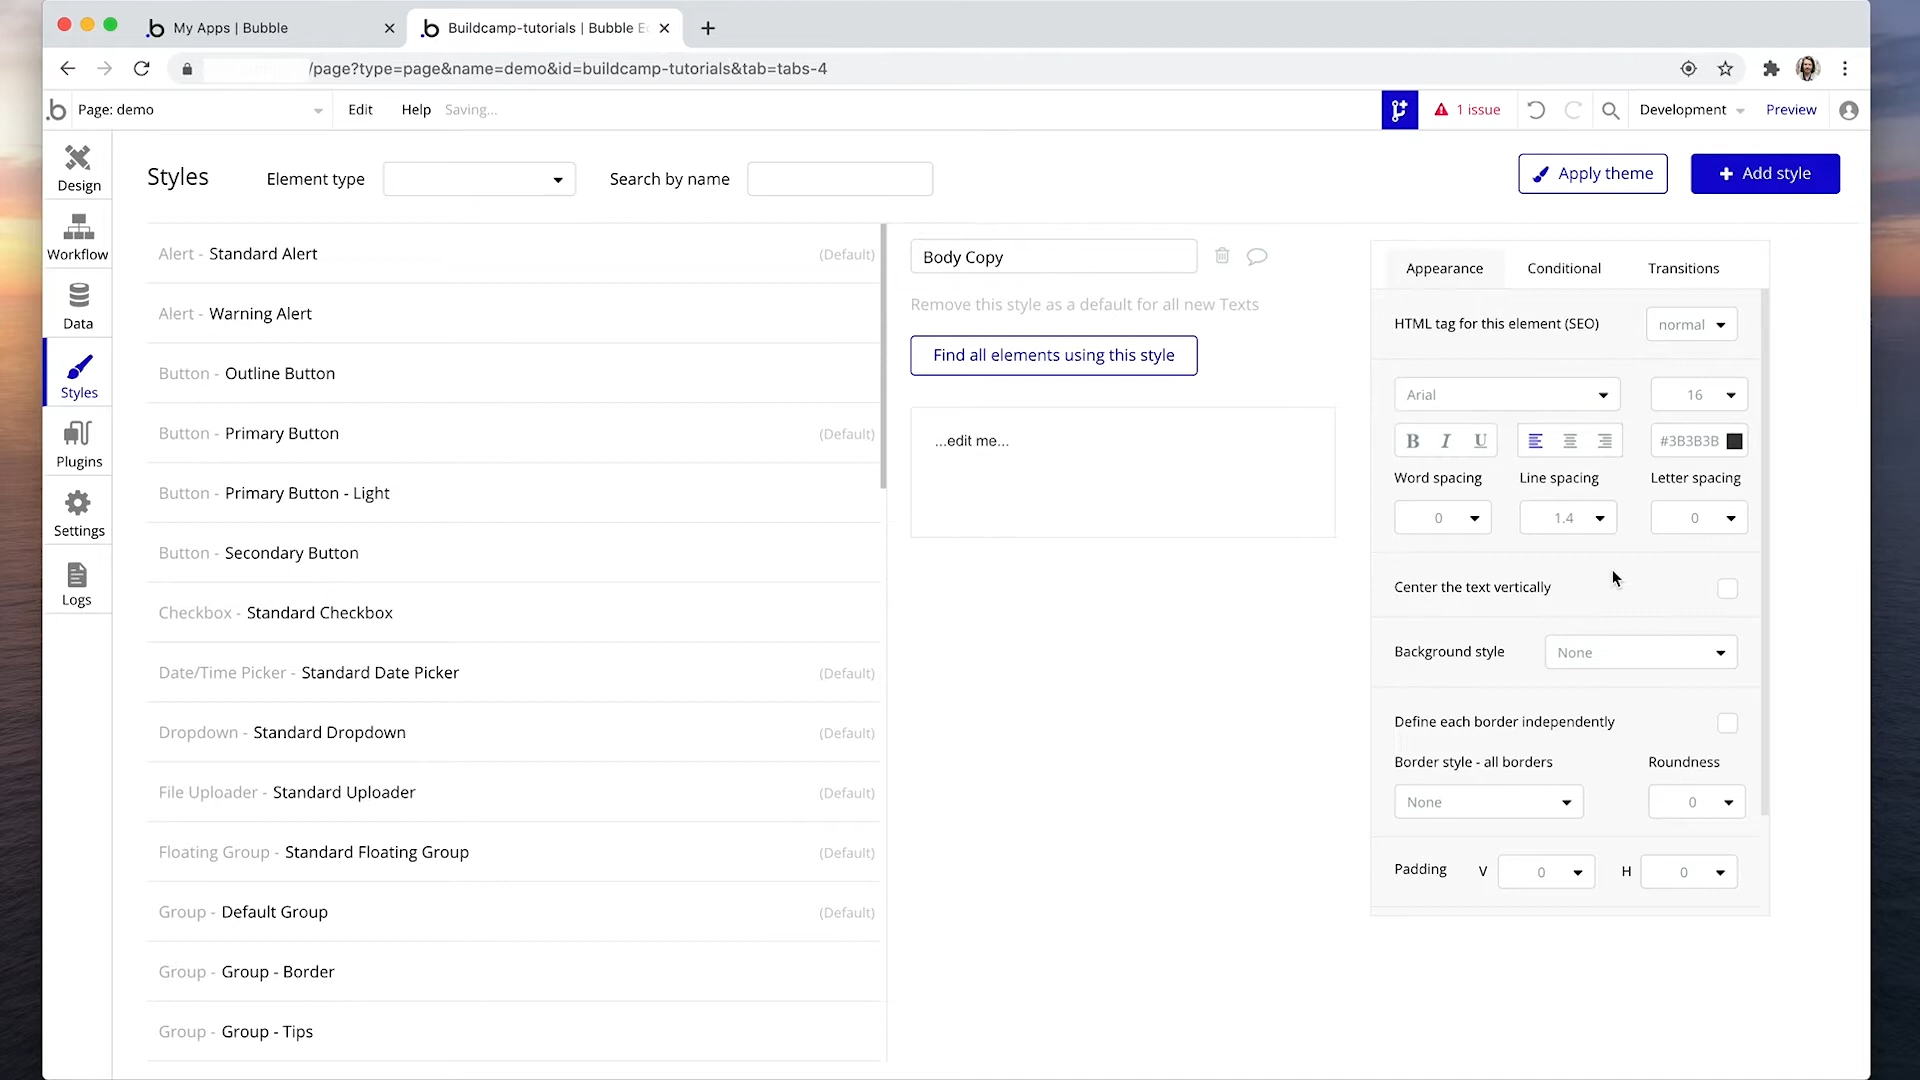 My Apps | Bubble
Buildcamp-tutorials | Bubble E
/page?type=page&name=demo&id=buildcamp-tutorials&tab=tabs-4
Page: demo
Edit
Help
Saving...
1 issue
Development
Preview
Design
Workflow
Data
Styles
Plugins
Settings
Logs
Styles
Element type
Search by name
Apply theme
+ Add style
Alert - Standard Alert (Default)
Alert - Warning Alert
Button - Outline Button
Button - Primary Button (Default)
Button - Primary Button - Light
Button - Secondary Button
Checkbox - Standard Checkbox
Date/Time Picker - Standard Date Picker (Default)
Dropdown - Standard Dropdown (Default)
File Uploader - Standard Uploader (Default)
Floating Group - Standard Floating Group (Default)
Group - Default Group (Default)
Group - Group - Border
Group - Group - Tips
Body Copy
Remove this style as a default for all new Texts
Find all elements using this style
...edit me...
Appearance
Conditional
Transitions
HTML tag for this element (SEO) normal
Arial 16
B I U #3B3B3B
Word spacing Line spacing Letter spacing
0 1.4 0
Center the text vertically
Background style None
Define each border independently
Border style - all borders Roundness
None 0
Padding V 0 H 0